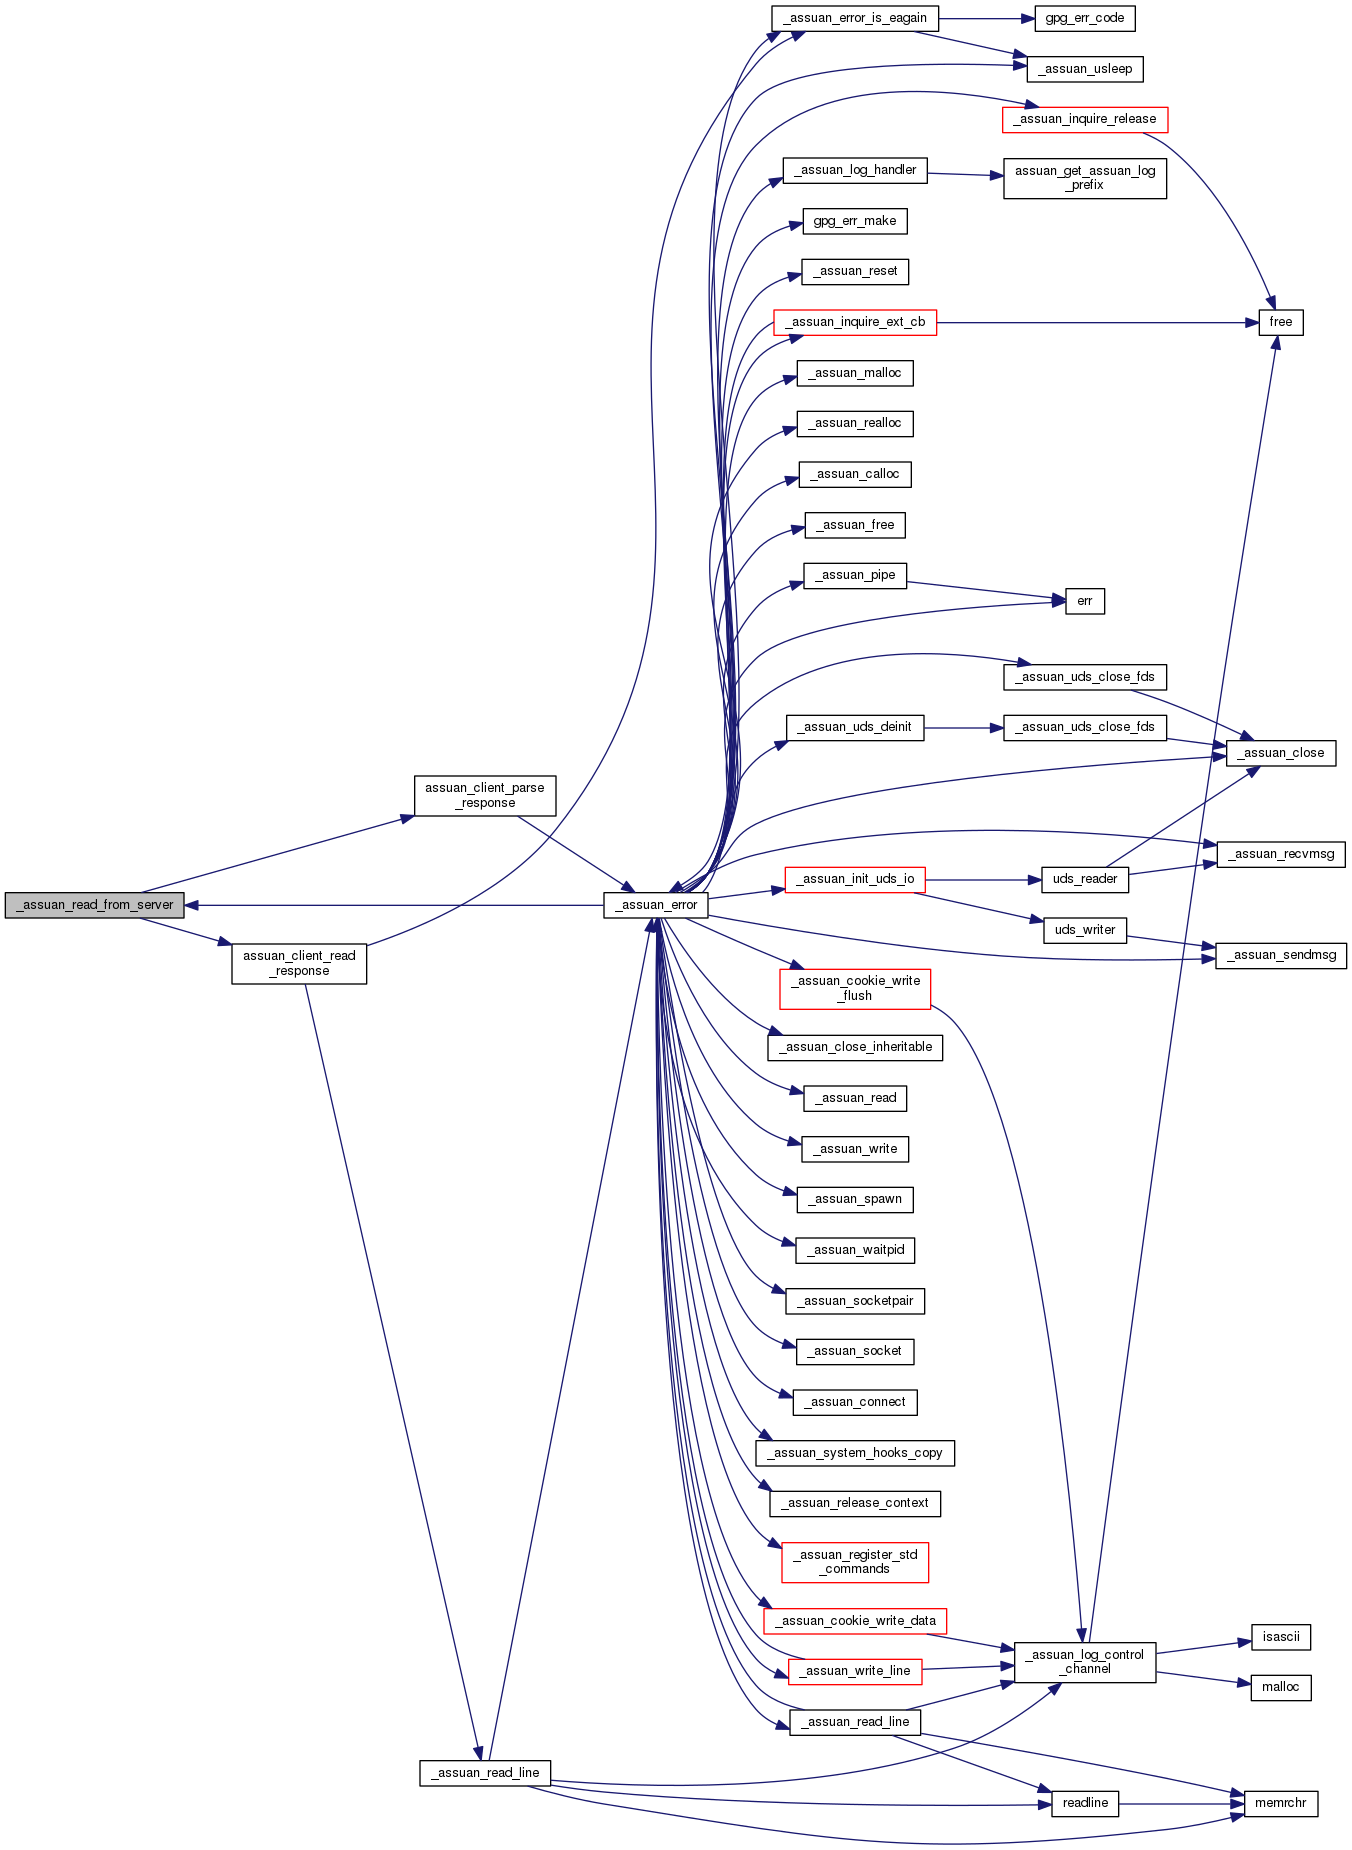 _assuan_error_is_eagain
gpg_err_code
_assuan_usleep
_assuan_inquire_release
_assuan_log_handler
assuan_get_assuan_log
_prefix
gpg_err_make
_assuan_reset
_assuan_inquire_ext_cb
free
_assuan_malloc
_assuan_realloc
_assuan_calloc
_assuan_free
_assuan_pipe
err
_assuan_uds_close_fds
_assuan_uds_deinit
_assuan_uds_close_fds
_assuan_close
assuan_client_parse
_response
_assuan_recvmsg
_assuan_init_uds_io
uds_reader
_assuan_read_from_server
_assuan_error
uds_writer
assuan_client_read
_response
_assuan_sendmsg
_assuan_cookie_write
_flush
_assuan_close_inheritable
_assuan_read
_assuan_write
_assuan_spawn
_assuan_waitpid
_assuan_socketpair
_assuan_socket
_assuan_connect
_assuan_system_hooks_copy
_assuan_release_context
_assuan_register_std
_commands
_assuan_cookie_write_data
_assuan_log_control
_channel
isascii
_assuan_write_line
malloc
_assuan_read_line
_assuan_read_line
readline
memrchr